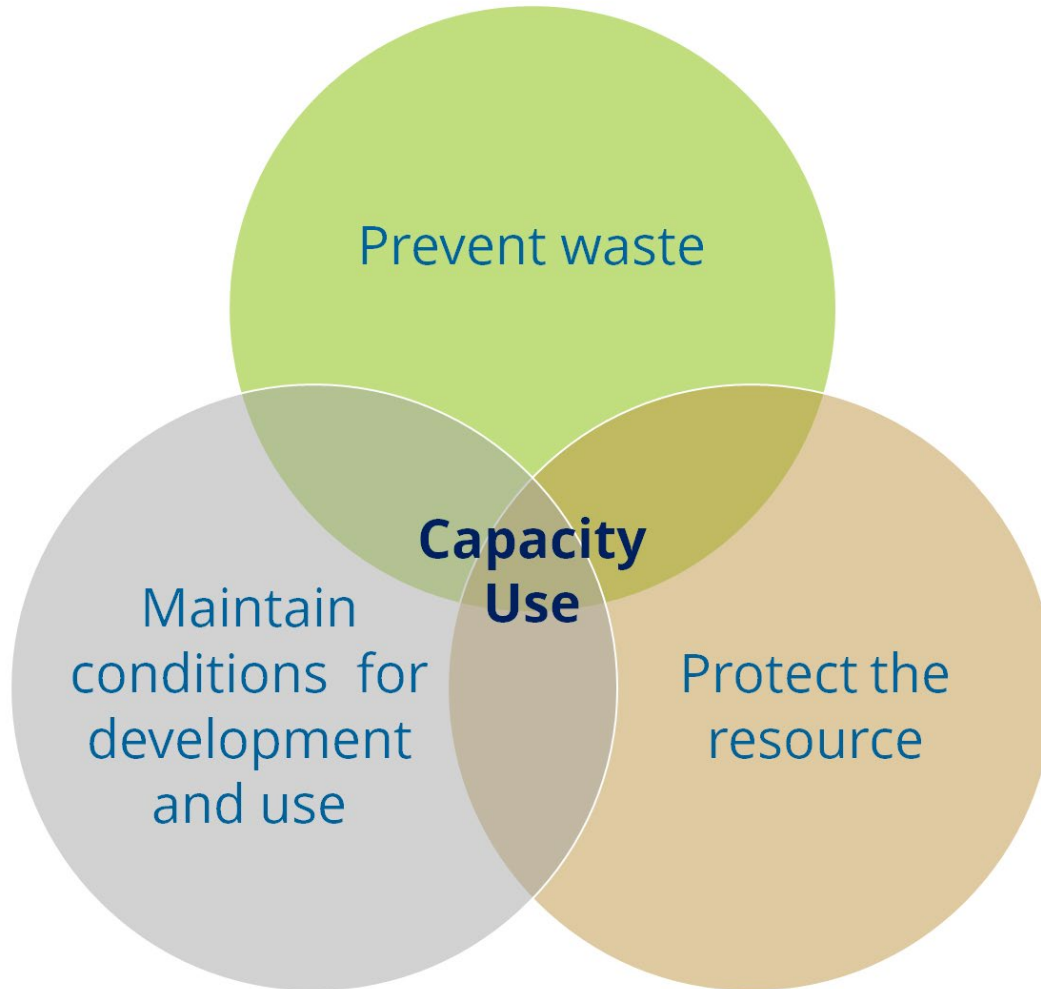 Prevent waste
Capacity
Use
Maintain
conditions  for
development
and use
Protect the
resource